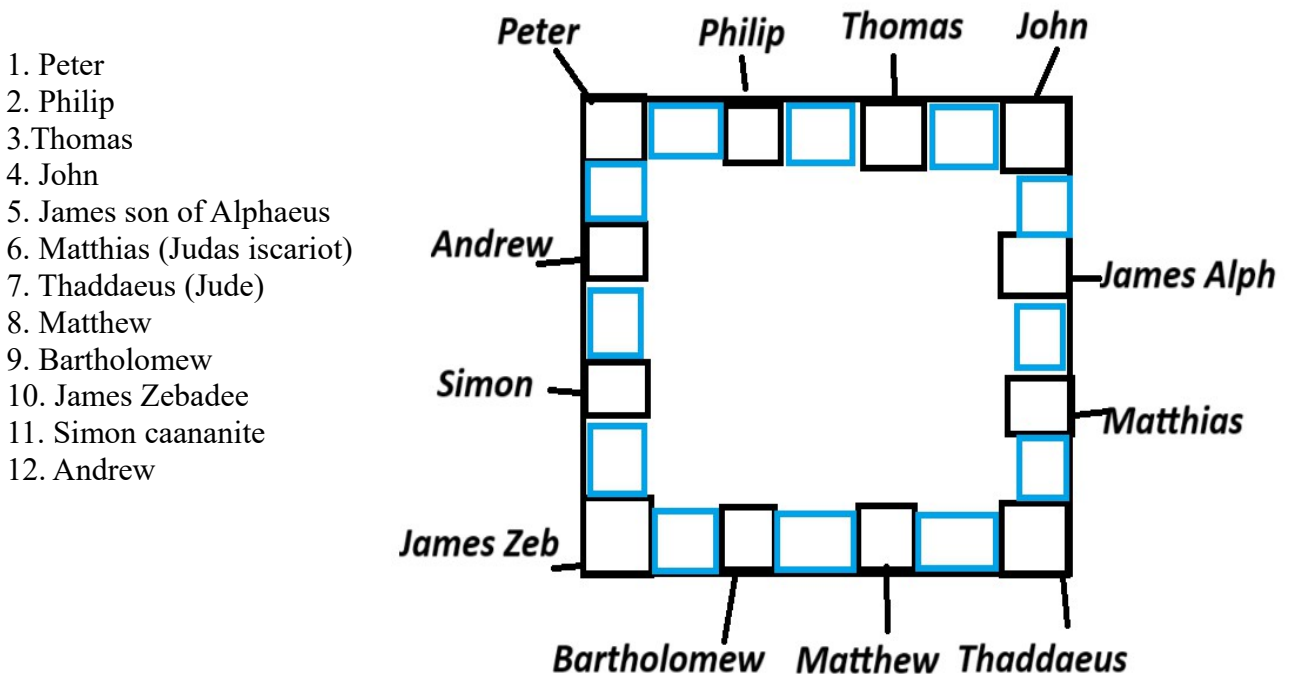 1. Peter
2. Philip
3.Thomas
4. John
5. James son of Alphaeus
6. Matthias (Judas iscariot)
7. Thaddaeus (Jude)
8. Matthew
9. Bartholomew
10. James Zebadee
11. Simon caananite
12. Andrew
Peter Philip Thomas John
Andrew James Alph
Simon Matthias
James Zeb
Bartholomew Matthew Thaddaeus